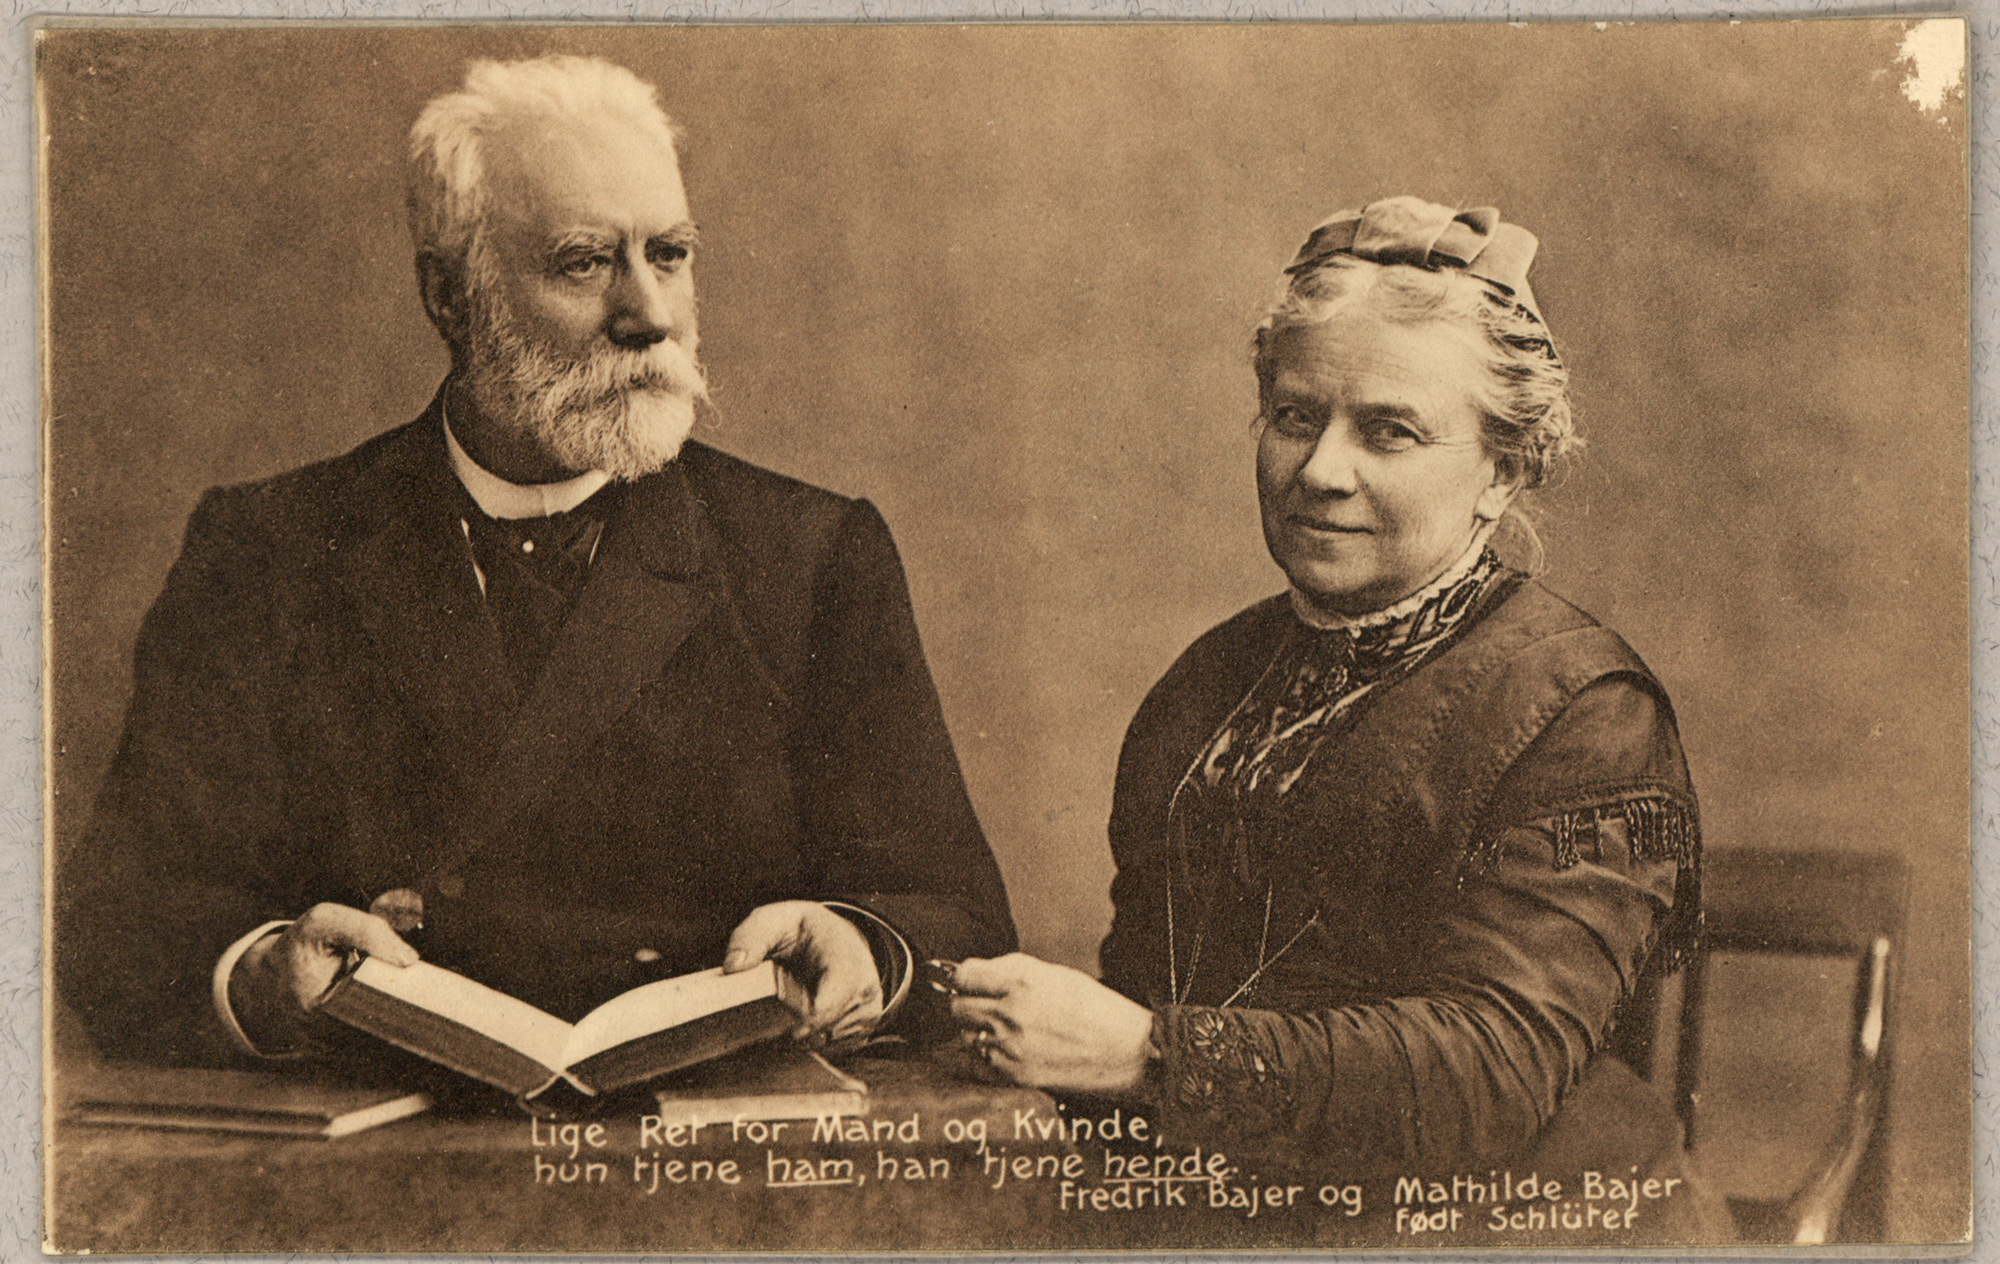 Lige Ret for Mand og Kvinde,
hun tjene ham, han tjene hende.
Fredrik Bajer og Mathilde Bajer
Født Schlüter